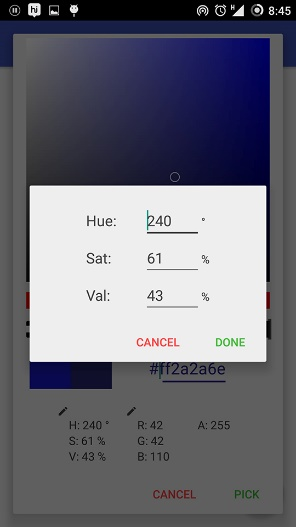 hj
H
8:45
Hue: 240 °
Sat: 61 %
Val: 43 %
CANCEL DONE
#ff2a2a6e
H: 240 ° R: 42 A: 255
S: 61 % G: 42
V: 43 % B: 110
CANCEL PICK